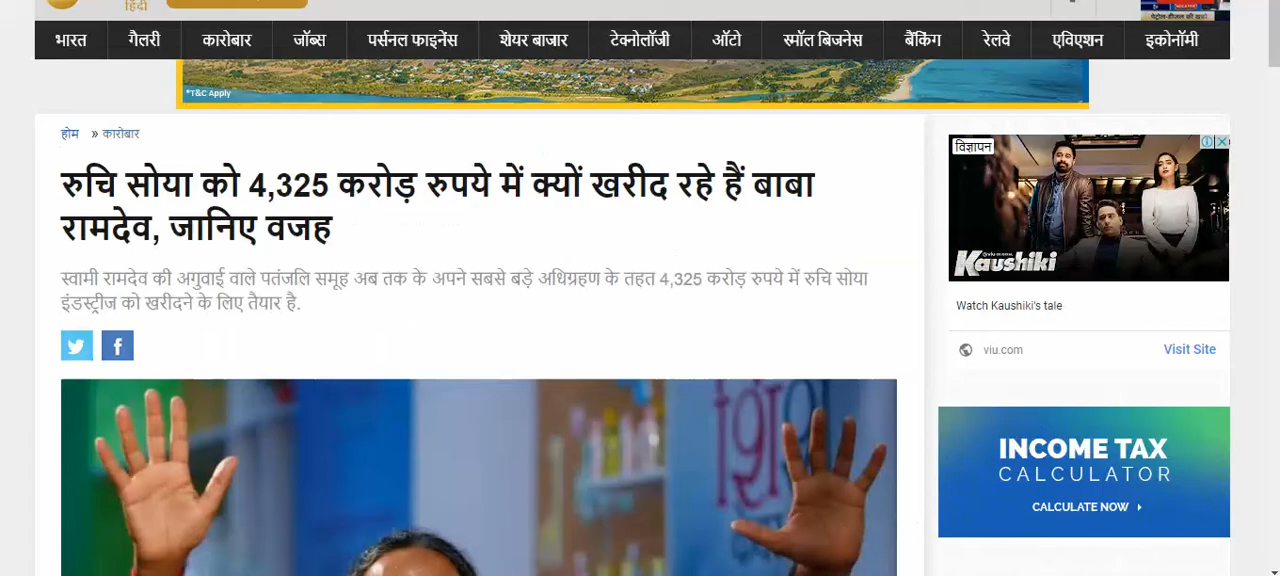 हिंदी
भारत गैलरी कारोबार जॉब्स पर्सनल फाइनेंस शेयर बाजार टेक्नोलॉजी ऑटो स्मॉल बिजनेस बैंकिंग रेलवे एविएशन इकोनॉमी
*T&C Apply
होम » कारोबार
रुचि सोया को 4,325 करोड़ रुपये में क्यों खरीद रहे हैं बाबा
रामदेव, जानिए वजह
स्वामी रामदेव की अगुवाई वाले पतंजलि समूह अब तक के अपने सबसे बड़े अधिग्रहण के तहत 4,325 करोड़ रुपये में रुचि सोया
इंडस्ट्रीज को खरीदने के लिए तैयार है.
विज्ञापन
Kaushiki
Watch Kaushiki's tale
viu.com Visit Site
INCOME TAX
CALCULATOR
CALCULATE NOW